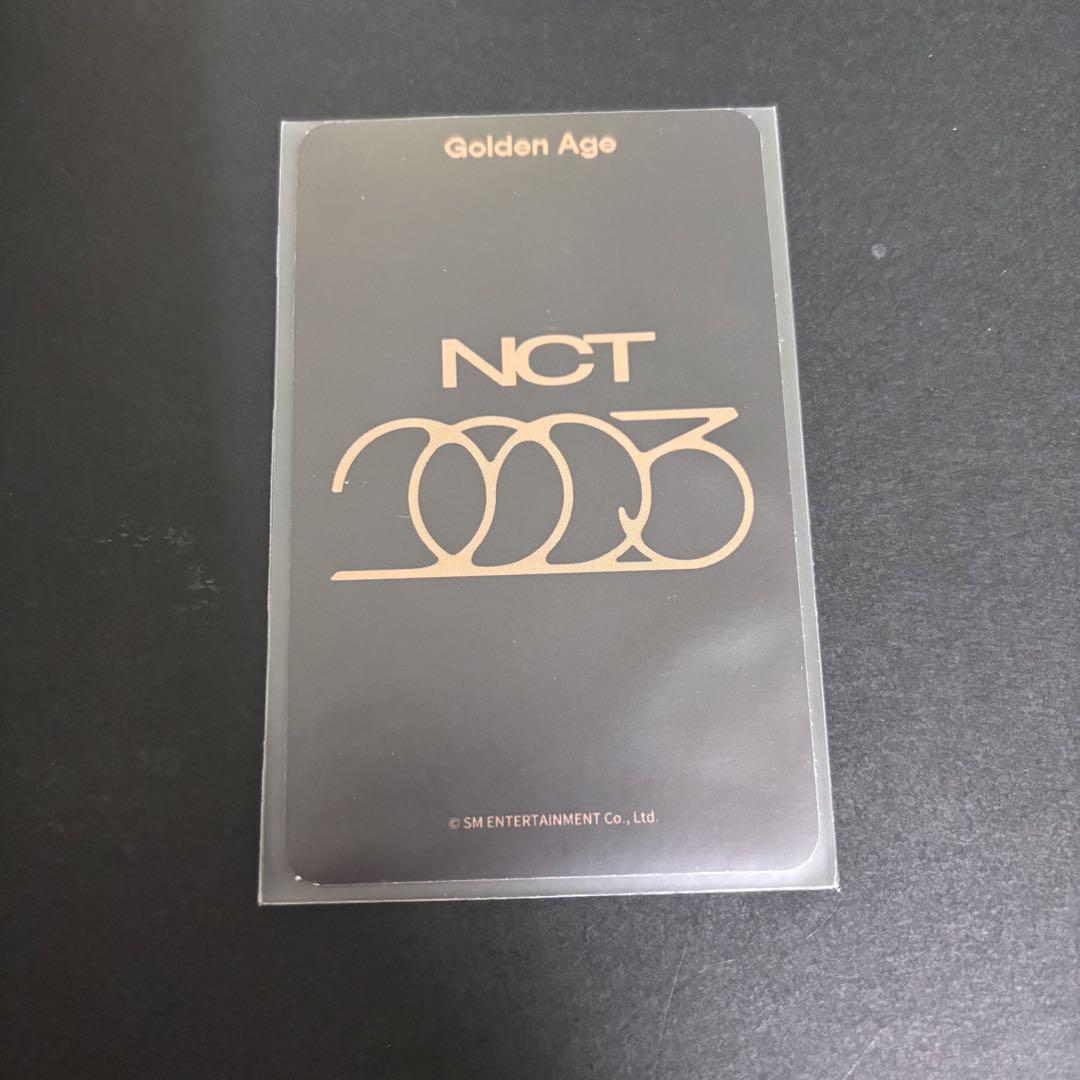 Golden Age
NCT
2023
© SM ENTERTAINMENT Co., Ltd.